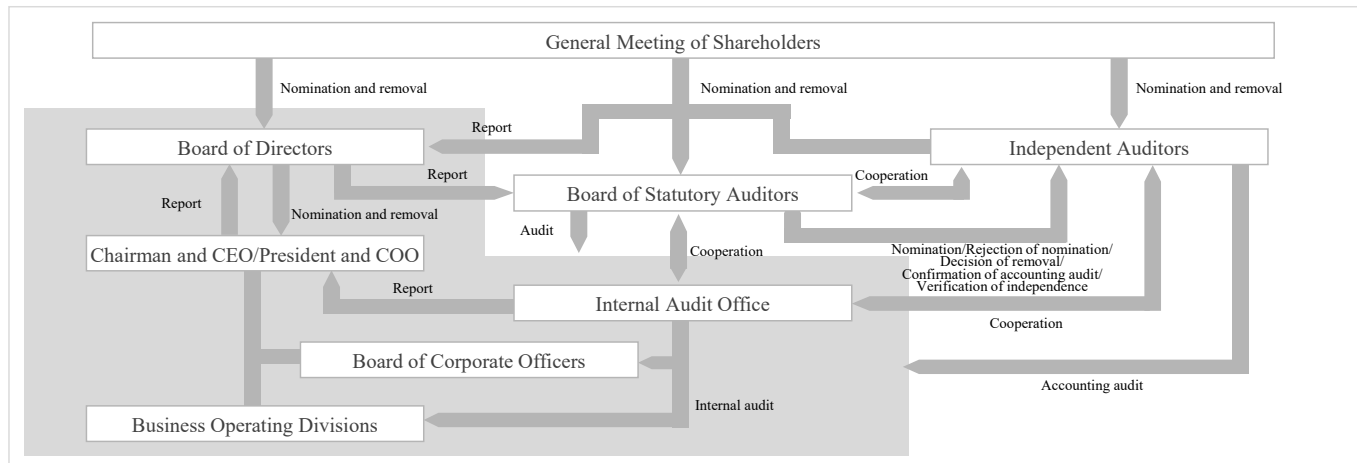 General Meeting of Shareholders
Nomination and removal
Nomination and removal
Nomination and removal
Report
Board of Directors
Independent Auditors
Report
Cooperation
Board of Statutory Auditors
Report
Nomination and removal
Audit
Chairman and CEO/President and COO
Cooperation
Nomination/Rejection of nomination/
Decision of removal/
Confirmation of accounting audit/
Verification of independence
Report
Internal Audit Office
Cooperation
Board of Corporate Officers
Accounting audit
Internal audit
Business Operating Divisions